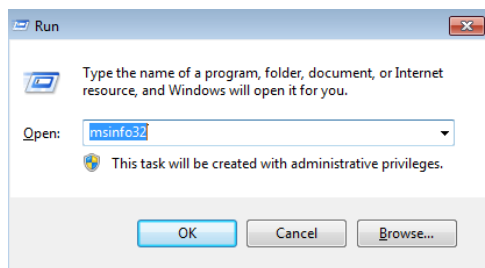 Run
Type the name of a program, folder, document, or Internet
resource, and Windows will open it for you.
Open: msinfo32
This task will be created with administrative privileges.
OK Cancel Browse...